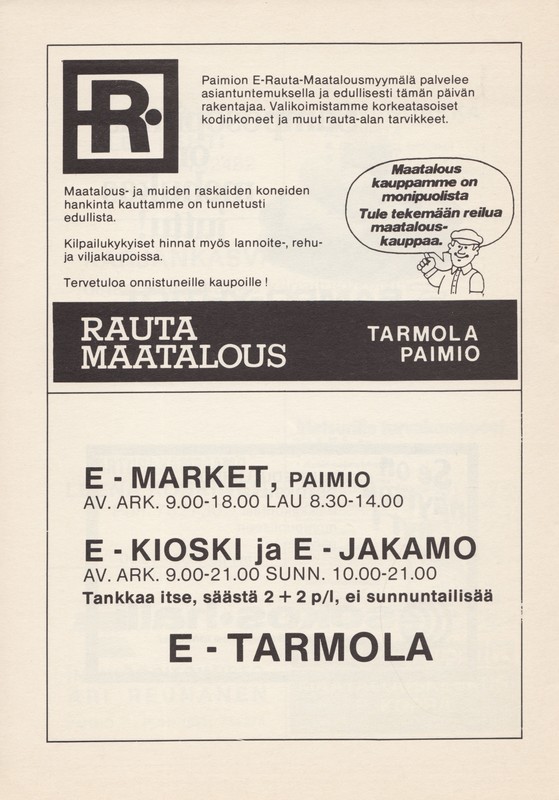 R
Paimion E-Rauta-Maatalousmyymälä palvelee
asiantuntemuksella ja edullisesti tämän päivän
rakentajaa. Valikoimistamme korkeatasoiset
kodinkoneet ja muut rauta-alan tarvikkeet.
Maatalous- ja muiden raskaiden koneiden
hankinta kauttamme on tunnetusti
edullista.
Kilpailukykyiset hinnat myös lannoite-, rehu-
ja viljakaupoissa.
Tervetuloa onnistuneille kaupoille!
Maatalous
kauppamme on
monipuolista
Tule tekemään reilua
maatalous-
kauppaa.
RAUTA
MAATALOUS
TARMOLA
PAIMIO
E - MARKET, PAIMIO
AV. ARK. 9.00-18.00 LAU 8.30-14.00
E - KIOSKI ja E - JAKAMO
AV. ARK. 9.00-21.00 SUNN. 10.00-21.00
Tankkaa itse, säästä 2 + 2 p/l, ei sunnuntailisää
E - TARMOLA